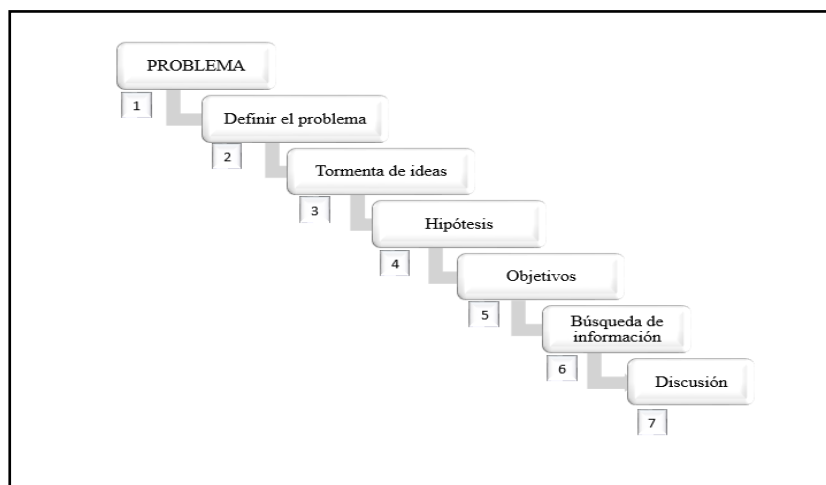 PROBLEMA
1
Definir el problema
2
Tormenta de ideas
3
Hipótesis
4
Objetivos
5
Búsqueda de
información
6
Discusión
7